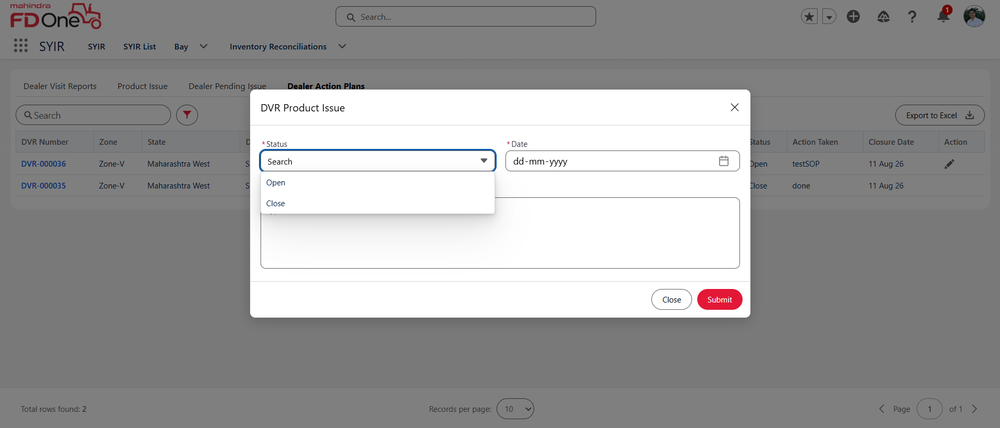 mahindra
FDOne
Search...
1
SYIR
SYIR
SYIR List
Bay
Inventory Reconciliations
Dealer Visit Reports
Product Issue
Dealer Pending Issue
Dealer Action Plans
DVR Product Issue
Search
Export to Excel
*Status
*Date
DVR Number
Zone
State
D
Status
Action Taken
Closure Date
Action
Search
dd-mm-yyyy
DVR-000036
Zone-V
Maharashtra West
S
Open
testSOP
11 Aug 26
Open
DVR-000035
Zone-V
Maharashtra West
S
Close
done
11 Aug 26
Close
Close
Submit
Total rows found: 2
Records per page:
10
Page
1
of 1